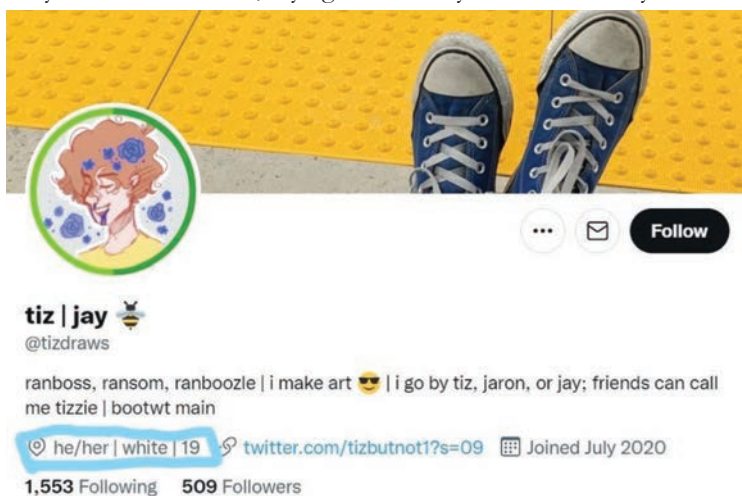 Follow
tiz | jay 🐝
@tizdraws
ranboss, ransom, ranboozle | i make art 😎 | i go by tiz, jaron, or jay; friends can call
me tizzie | bootwt main
he/her | white | 19 twitter.com/tizbutnot1?s=09 Joined July 2020
1,553 Following 509 Followers